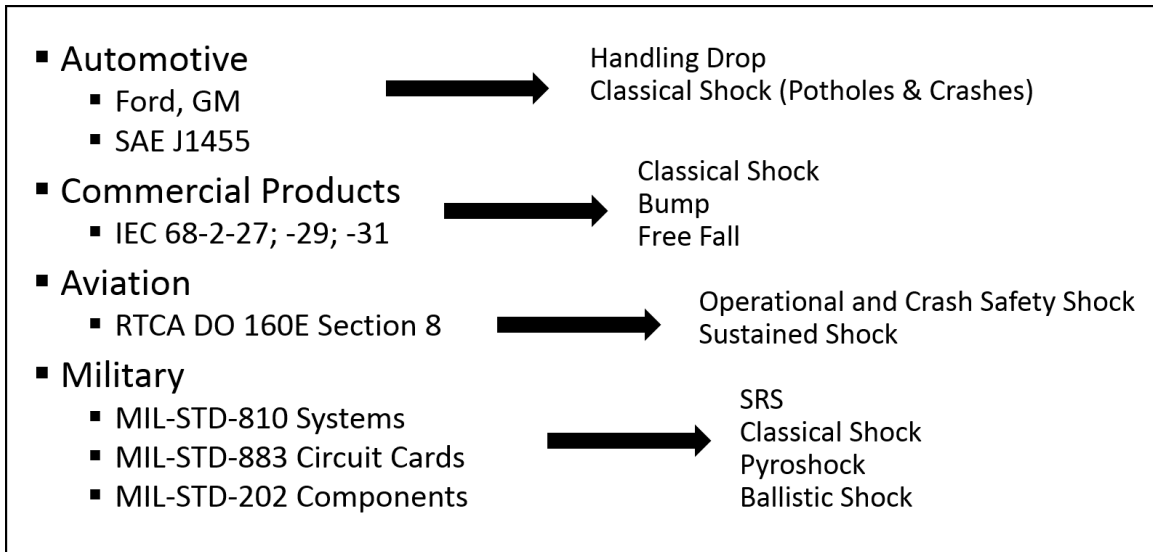 Automotive
Ford, GM
SAE J1455
Handling Drop
Classical Shock (Potholes & Crashes)
Commercial Products
IEC 68-2-27; -29; -31
Classical Shock
Bump
Free Fall
Aviation
RTCA DO 160E Section 8
Operational and Crash Safety Shock
Sustained Shock
Military
MIL-STD-810 Systems
MIL-STD-883 Circuit Cards
MIL-STD-202 Components
SRS
Classical Shock
Pyroshock
Ballistic Shock